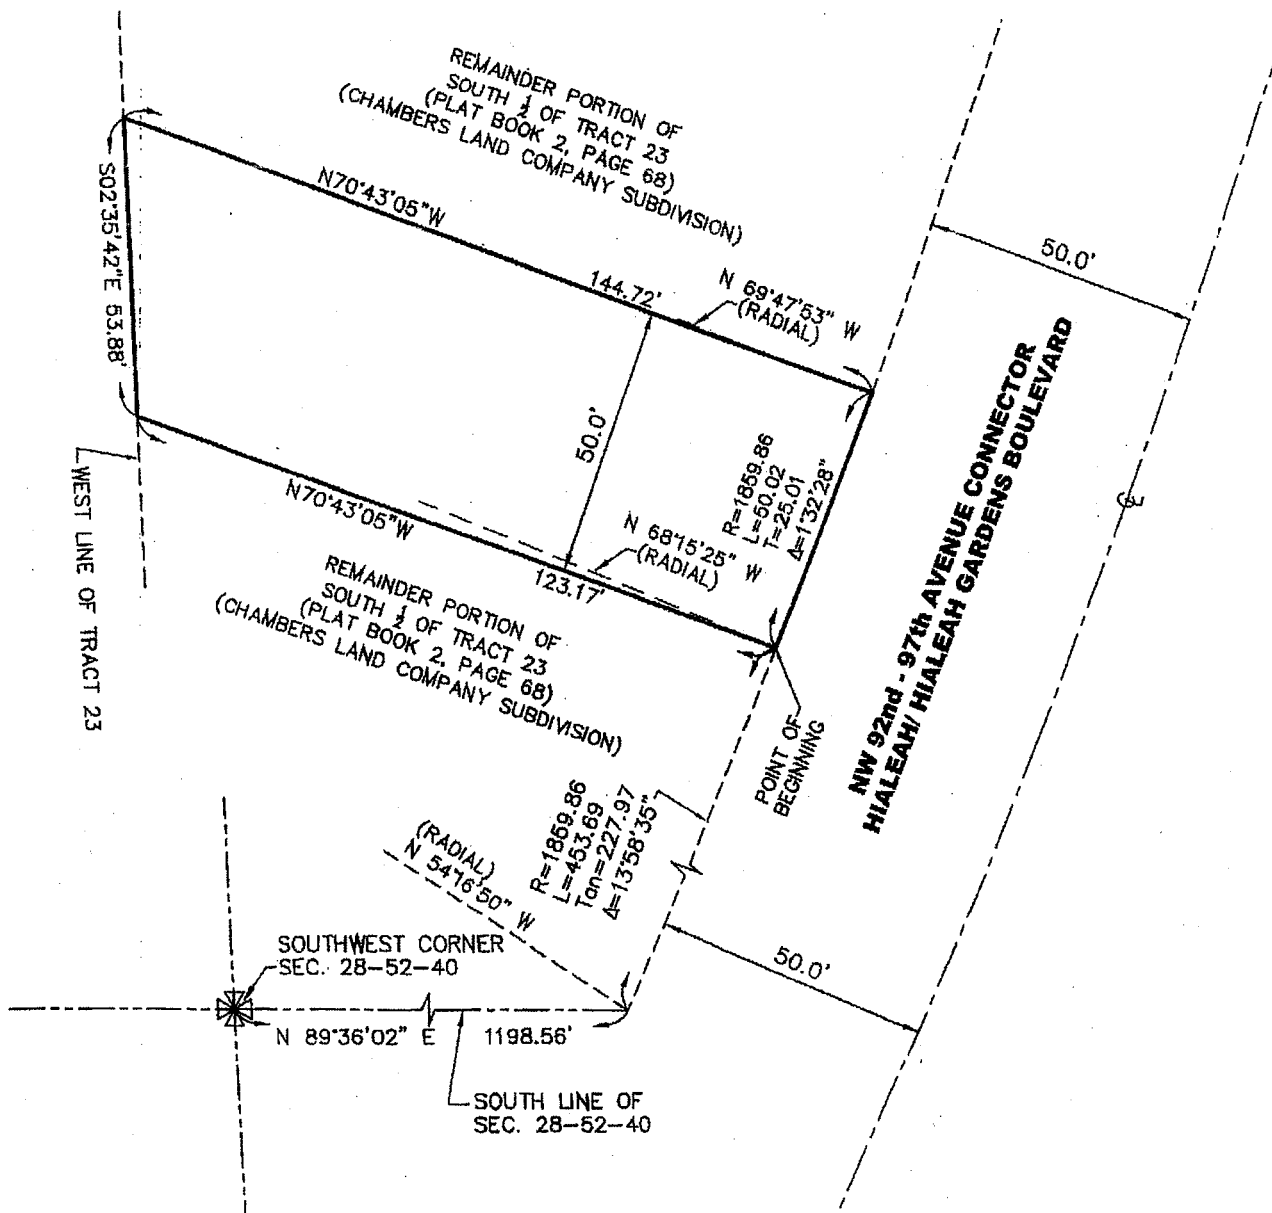 REMAINDER PORTION OF
SOUTH ½ OF TRACT 23
(PLAT BOOK 2, PAGE 68)
(CHAMBERS LAND COMPANY SUBDIVISION)
N70°43'05"W
144.72'
N 69°47'53" W
(RADIAL)
50.0'
S02°35'42"E 53.88'
50.0'
R=1859.86
L=50.02
T=25.01
Δ=1°32'28"
NW 92nd - 97th AVENUE CONNECTOR
HIALEAH/ HIALEAH GARDENS BOULEVARD
WEST LINE OF TRACT 23
N70°43'05"W
123.17'
N 68°15'25" W
(RADIAL)
REMAINDER PORTION OF
SOUTH ½ OF TRACT 23
(PLAT BOOK 2, PAGE 68)
(CHAMBERS LAND COMPANY SUBDIVISION)
POINT OF
BEGINNING
R=1859.86
L=453.69
Tan=227.97
Δ=13°58'35"
(RADIAL)
N 54°16'50" W
SOUTHWEST CORNER
SEC. 28-52-40
50.0'
N 89°36'02" E 1198.56'
SOUTH LINE OF
SEC. 28-52-40